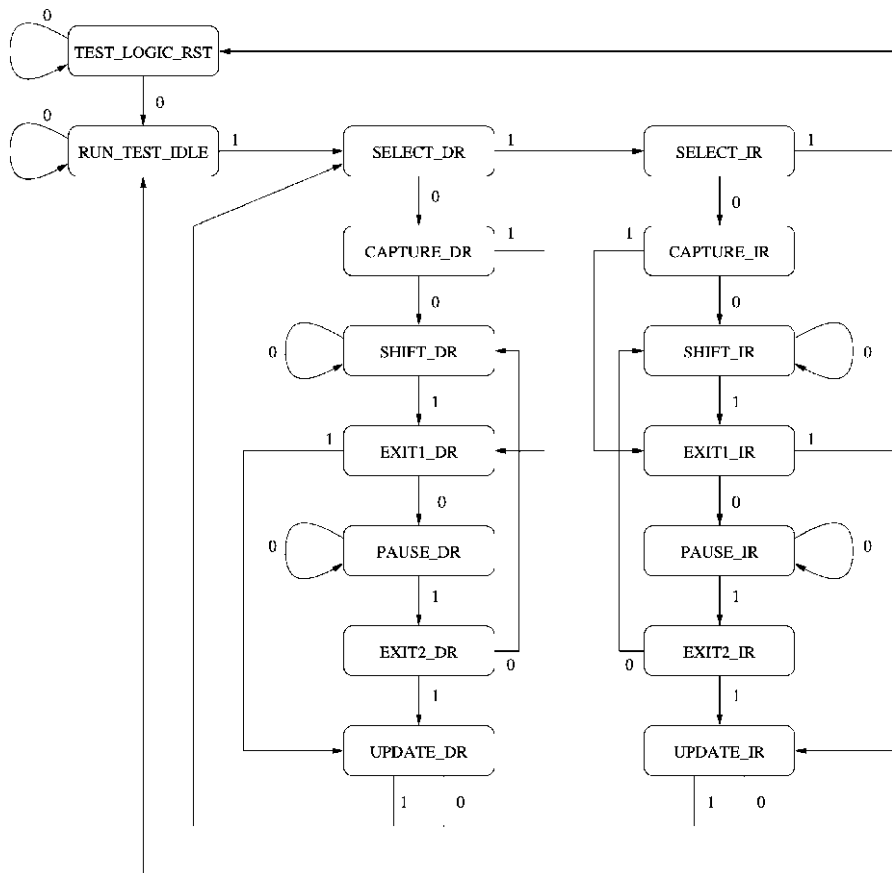 0
TEST_LOGIC_RST
0
0
RUN_TEST_IDLE 1 SELECT_DR 1 SELECT_IR 1
0 0
CAPTURE_DR 1 1 CAPTURE_IR
0 0
0 SHIFT_DR SHIFT_IR 0
1 1
1 EXIT1_DR EXIT1_IR 1
0 0
0 PAUSE_DR PAUSE_IR 0
1 1
EXIT2_DR 0 0 EXIT2_IR
1 1
UPDATE_DR UPDATE_IR
1 0 1 0